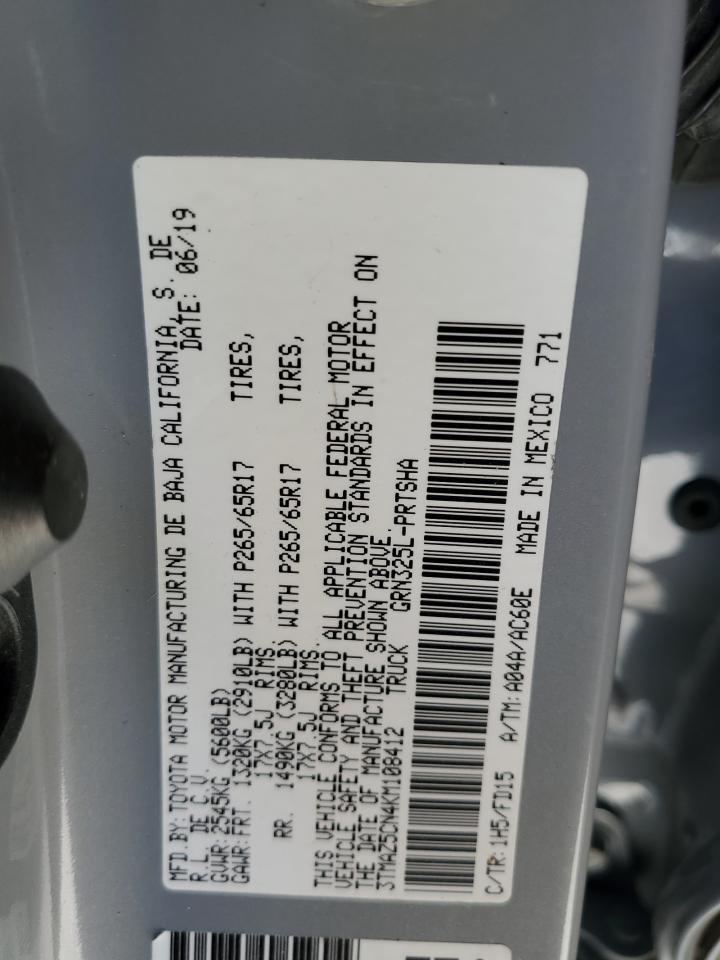 MFD.BY:TOYOTA MOTOR MANUFACTURING DE BAJA CALIFORNIA,S. DE
R.L. DE C.V. DATE: 06/19
GVWR:2545KG (5600LB)
GAWR:FRT. 1320KG (2910LB) WITH P265/65R17 TIRES,
17X7.5J RIMS.
RR. 1490KG (3280LB) WITH P265/65R17 TIRES,
17X7.5J RIMS.
THIS VEHICLE CONFORMS TO ALL APPLICABLE FEDERAL MOTOR
VEHICLE SAFETY AND THEFT PREVENTION STANDARDS IN EFFECT ON
THE DATE OF MANUFACTURE SHOWN ABOVE.
3TMAZ5CN4KM108412 TRUCK GRN325L-PRTSHA
C/TR:1H5/FD15 A/TM:A04A/AC60E MADE IN MEXICO 771